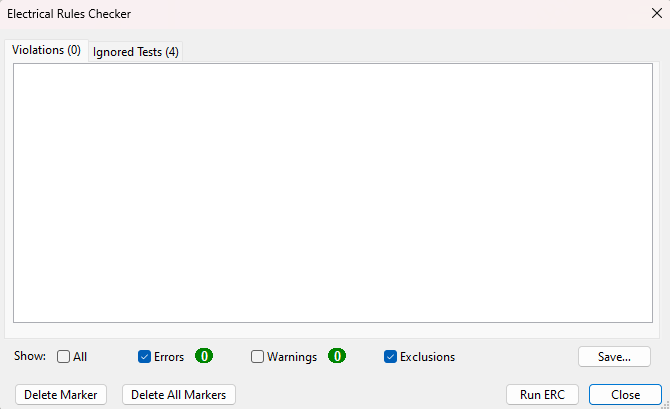 Electrical Rules Checker
Violations (0) Ignored Tests (4)
Show: All Errors 0 Warnings 0 Exclusions Save...
Delete Marker Delete All Markers Run ERC Close